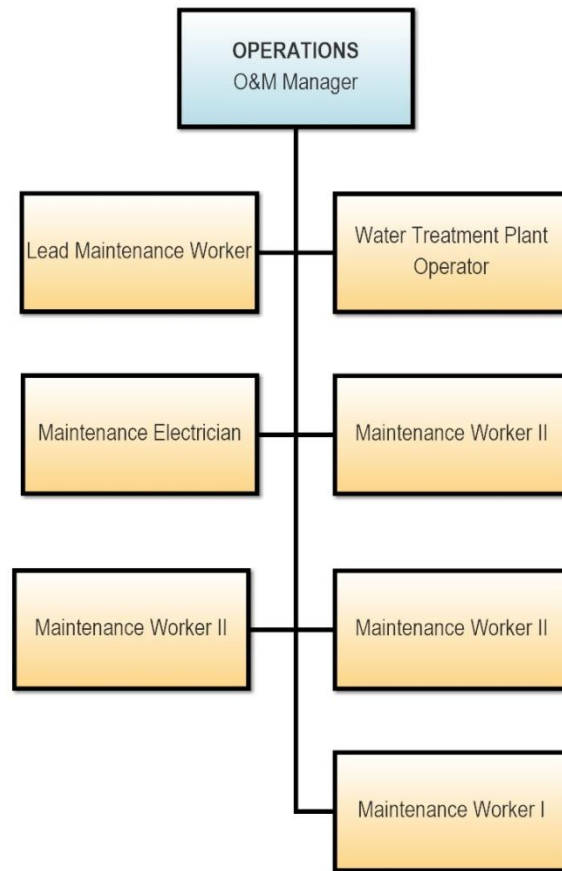 OPERATIONS
O&M Manager
Lead Maintenance Worker
Water Treatment Plant
Operator
Maintenance Electrician
Maintenance Worker II
Maintenance Worker II
Maintenance Worker II
Maintenance Worker I